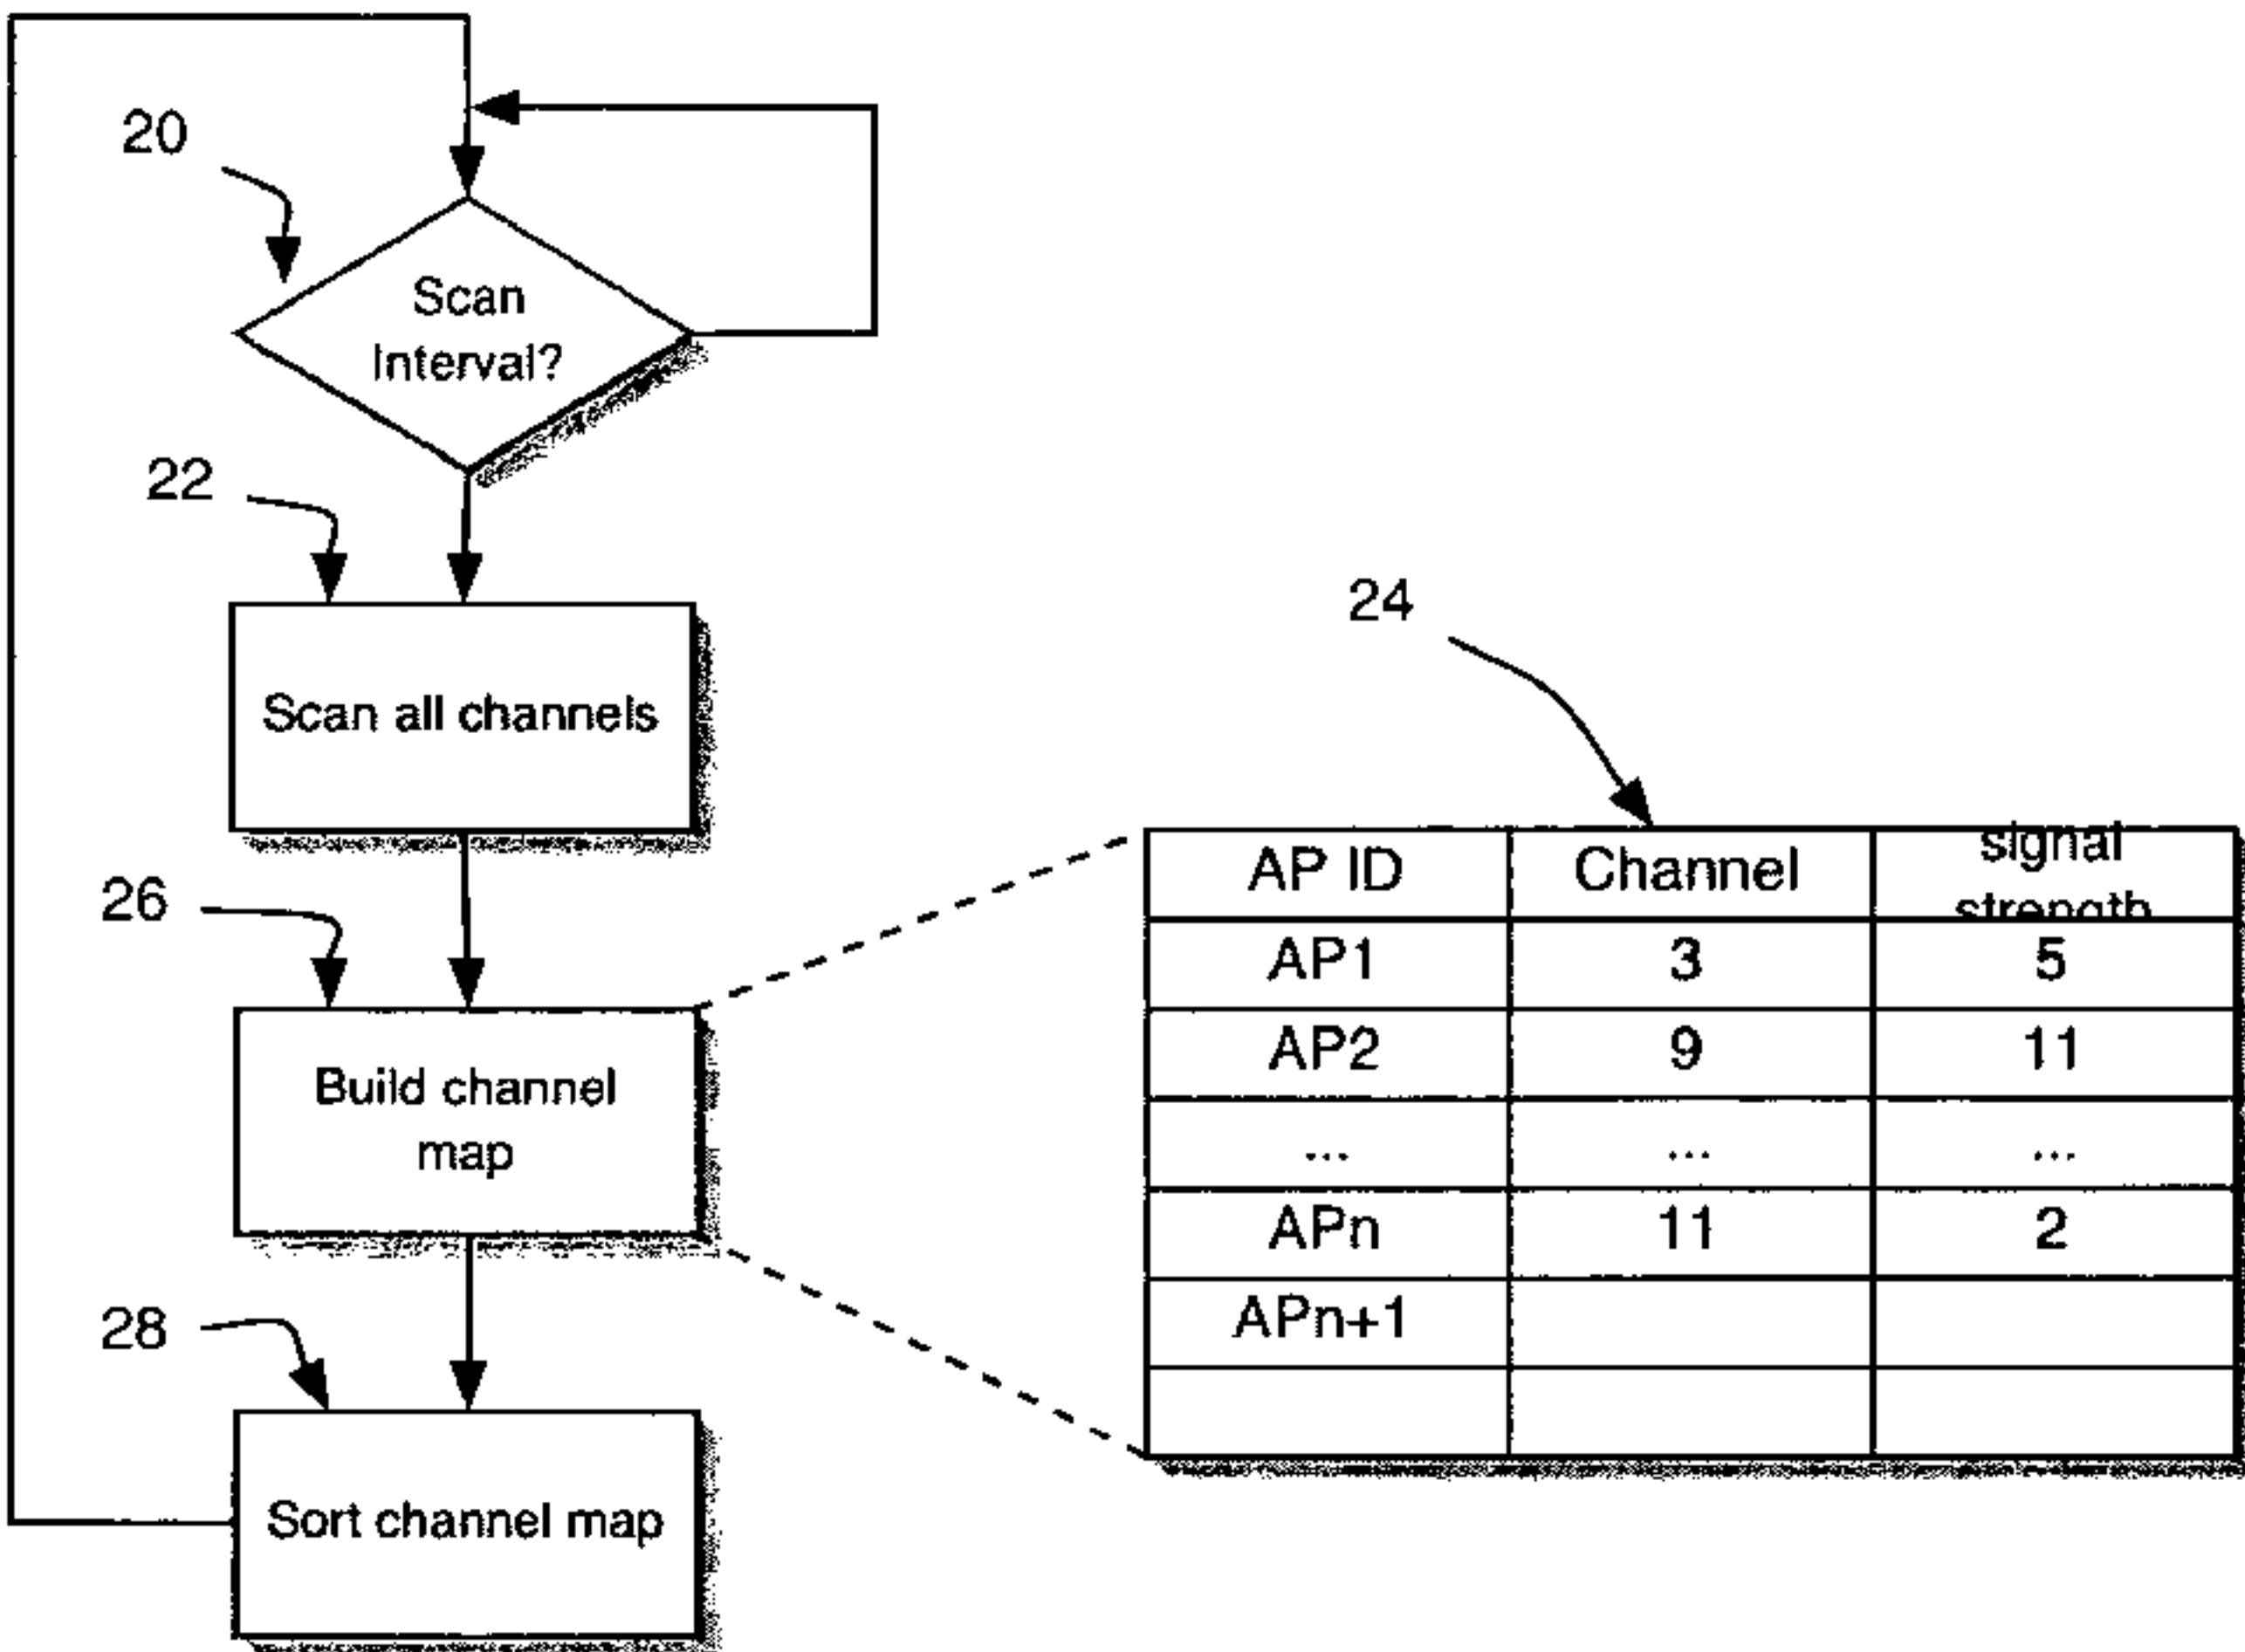 20
Scan
Interval?
22
Scan all channels
24
26
Build channel
map
28
Sort channel map
AP ID Channel signal
strength
AP1 3 5
AP2 9 11
... ... ...
APn 11 2
APn+1